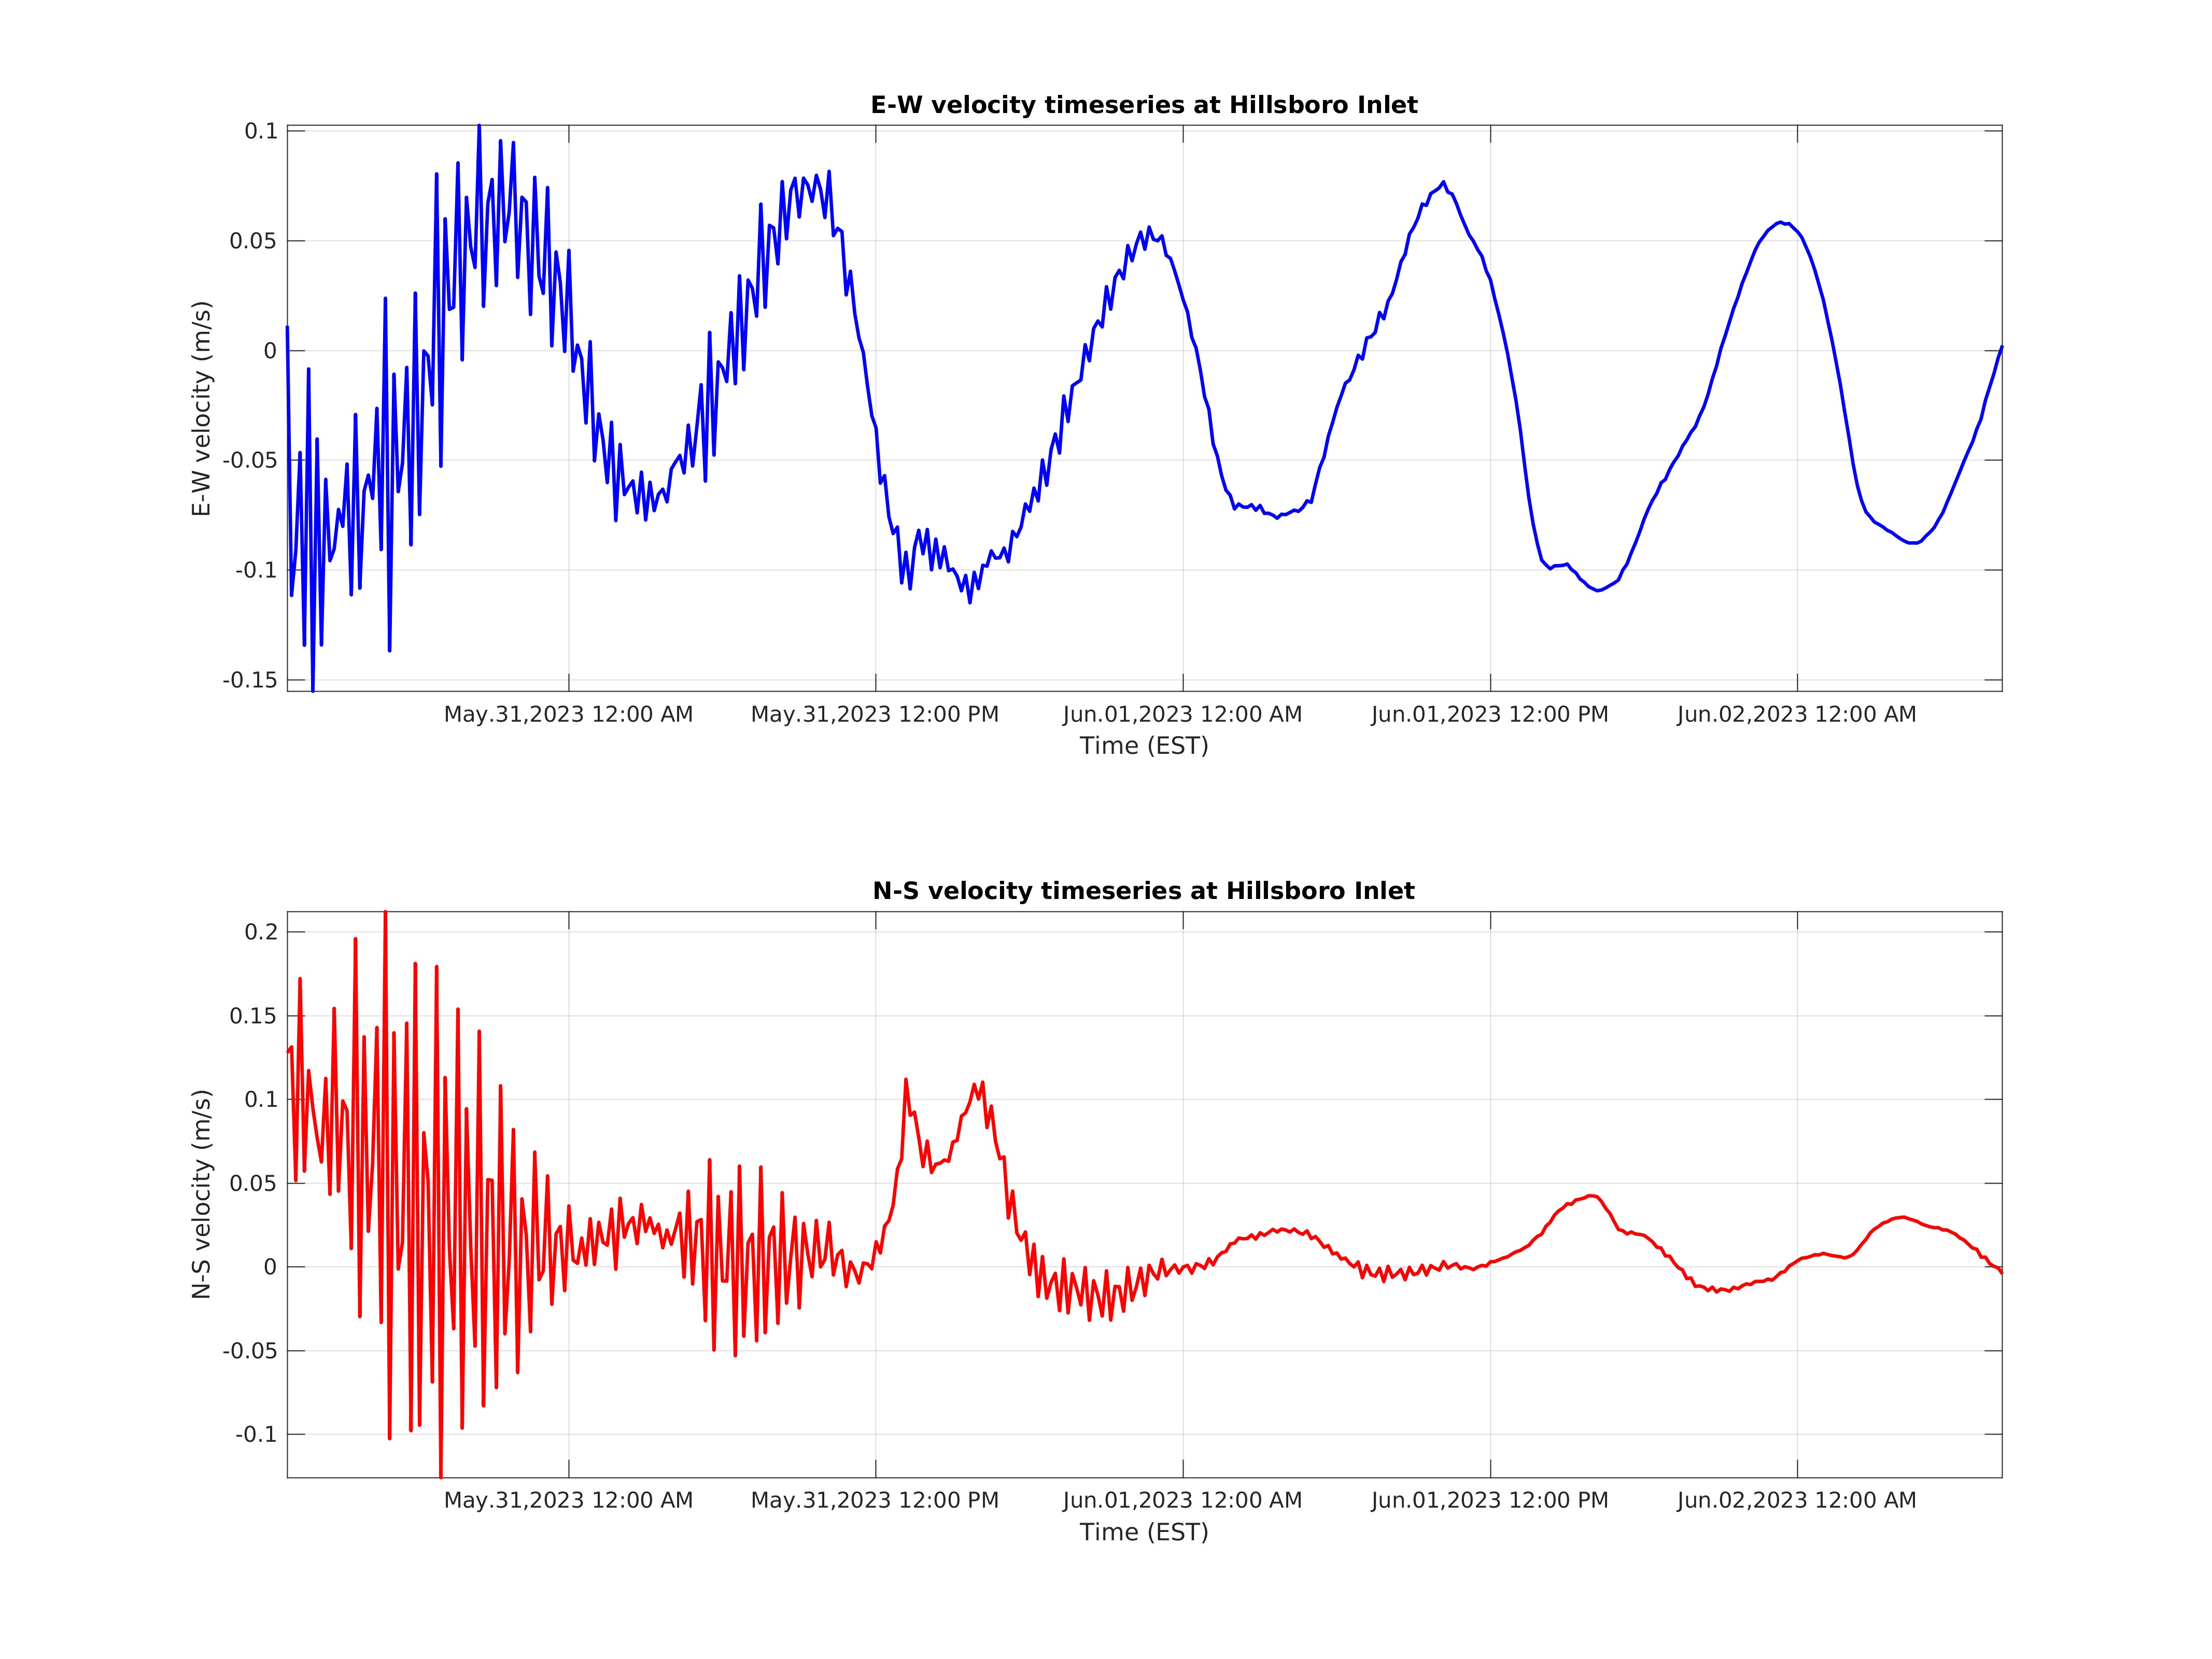 E-W velocity timeseries at Hillsboro Inlet
0.1
0.05
0
-0.05
-0.1
-0.15
E-W velocity (m/s)
May.31,2023 12:00 AM
May.31,2023 12:00 PM
Jun.01,2023 12:00 AM
Jun.01,2023 12:00 PM
Jun.02,2023 12:00 AM
Time (EST)
N-S velocity timeseries at Hillsboro Inlet
0.2
0.15
0.1
0.05
0
-0.05
-0.1
N-S velocity (m/s)
May.31,2023 12:00 AM
May.31,2023 12:00 PM
Jun.01,2023 12:00 AM
Jun.01,2023 12:00 PM
Jun.02,2023 12:00 AM
Time (EST)